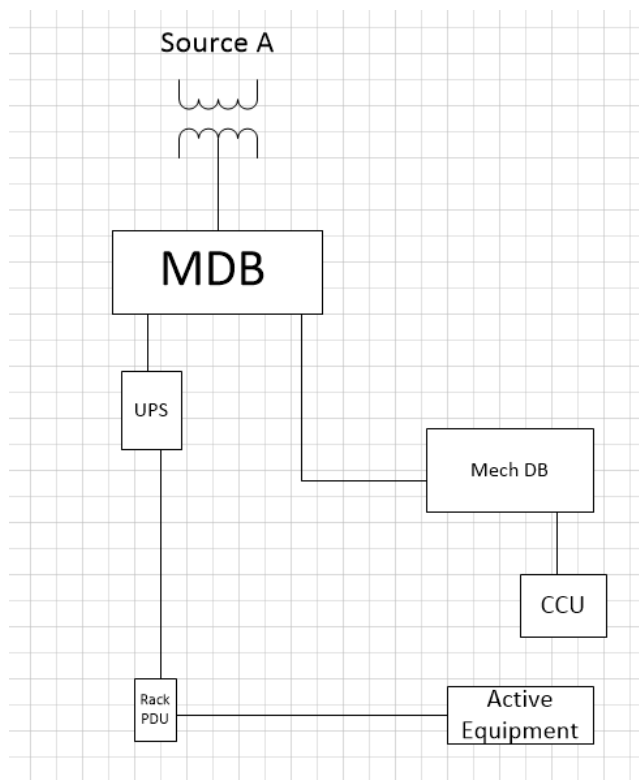 Source A
MDB
UPS
Mech DB
CCU
Rack
PDU
Active
Equipment